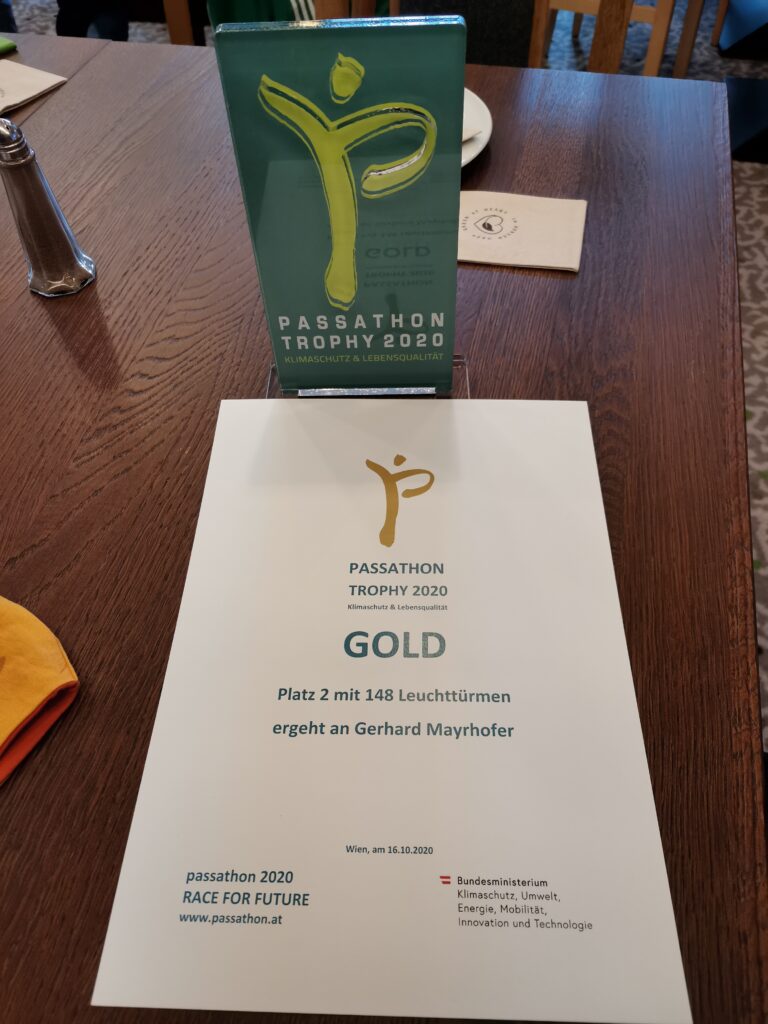 PASSATHON
TROPHY 2020
KLIMASCHUTZ & LEBENSQUALITÄT
PASSATHON
TROPHY 2020
Klimaschutz & Lebensqualität
GOLD
Platz 2 mit 148 Leuchttürmen
ergeht an Gerhard Mayrhofer
Wien, am 16.10.2020
passathon 2020
RACE FOR FUTURE
www.passathon.at
Bundesministerium
Klimaschutz, Umwelt,
Energie, Mobilität,
Innovation und Technologie